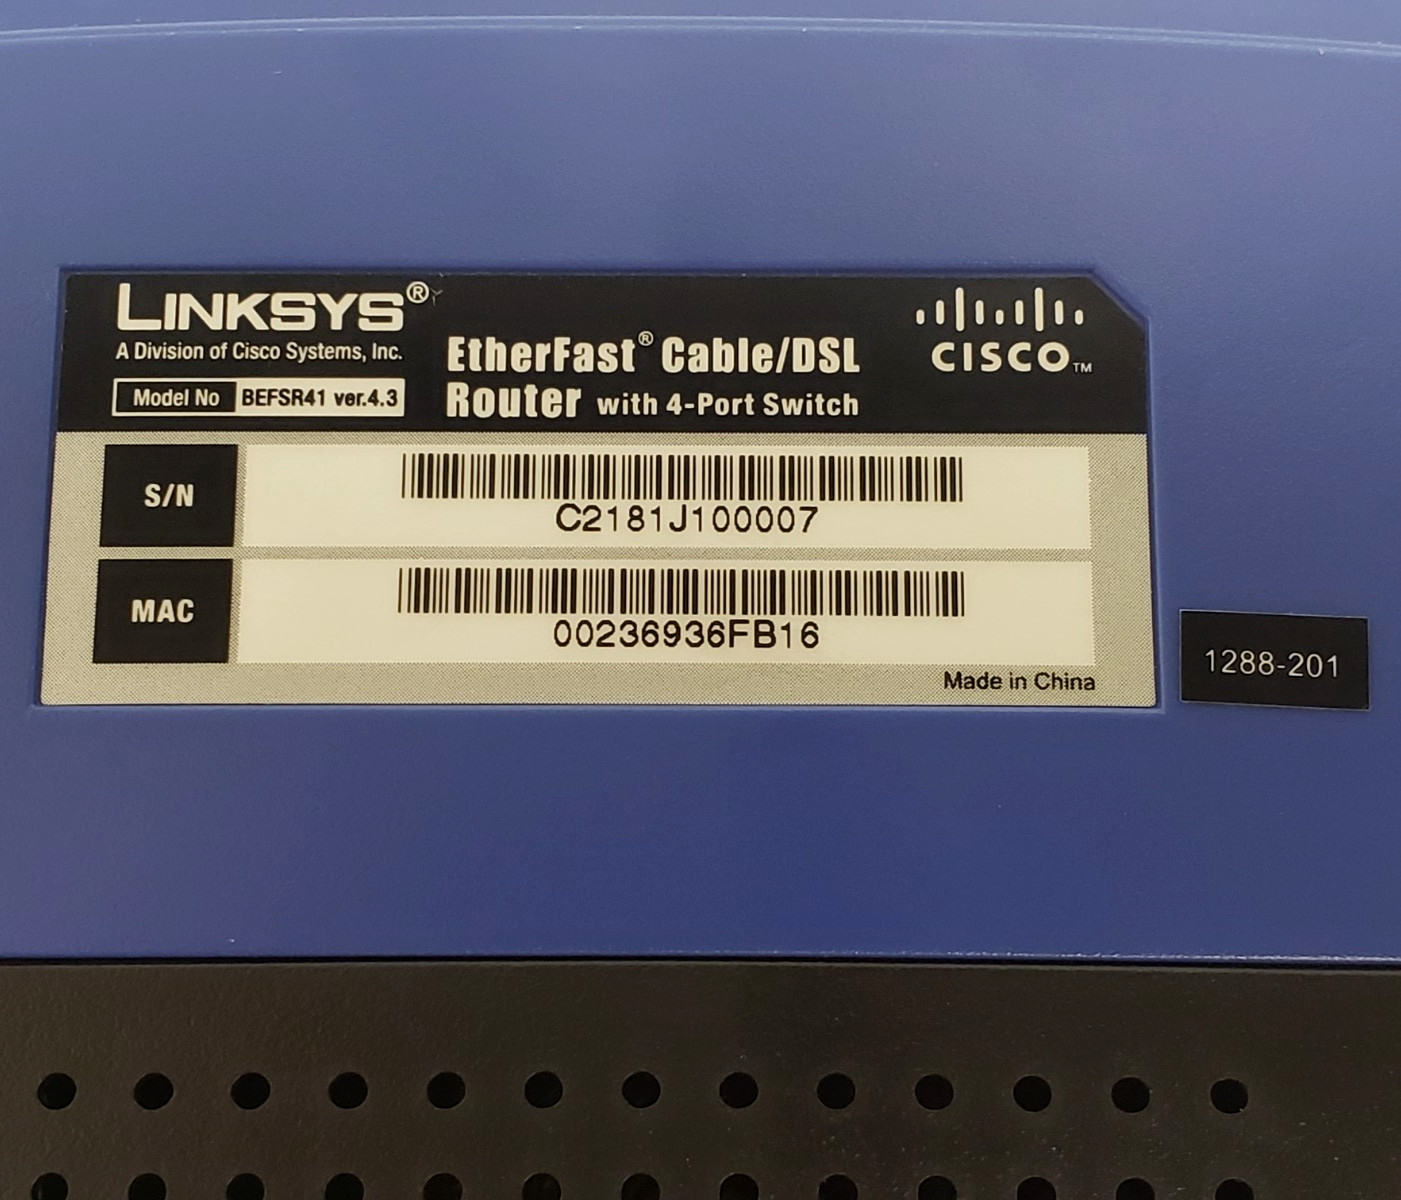 LINKSYS®
A Division of Cisco Systems, Inc.
Model No BEFSR41 ver.4.3
EtherFast® Cable/DSL
Router with 4-Port Switch
CISCO™
S/N
C2181J100007
MAC
00236936FB16
Made in China
1288-201